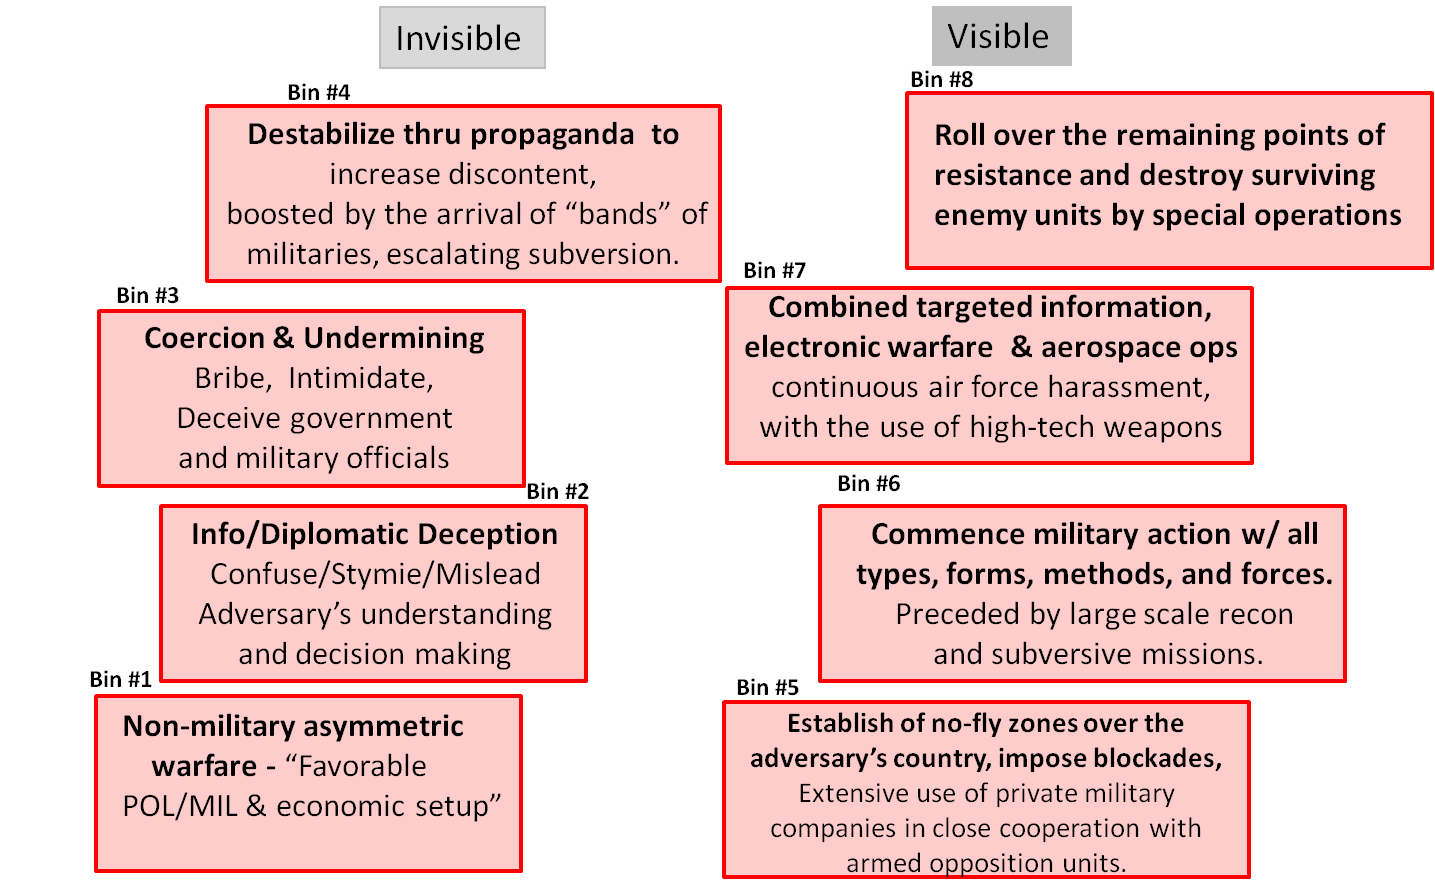 Invisible
Bin #4
Destabilize thru propaganda to
increase discontent,
boosted by the arrival of “bands” of
militaries, escalating subversion.
Bin #3
Coercion & Undermining
Bribe, Intimidate,
Deceive government
and military officials
Bin #2
Info/Diplomatic Deception
Confuse/Stymie/Mislead
Adversary’s understanding
and decision making
Bin #1
Non-military asymmetric
warfare - “Favorable
POL/MIL & economic setup”
Visible
Bin #8
Roll over the remaining points of
resistance and destroy surviving
enemy units by special operations
Bin #7
Combined targeted information,
electronic warfare & aerospace ops
continuous air force harassment,
with the use of high-tech weapons
Bin #6
Commence military action w/ all
types, forms, methods, and forces.
Preceded by large scale recon
and subversive missions.
Bin #5
Establish of no-fly zones over the
adversary’s country, impose blockades,
Extensive use of private military
companies in close cooperation with
armed opposition units.